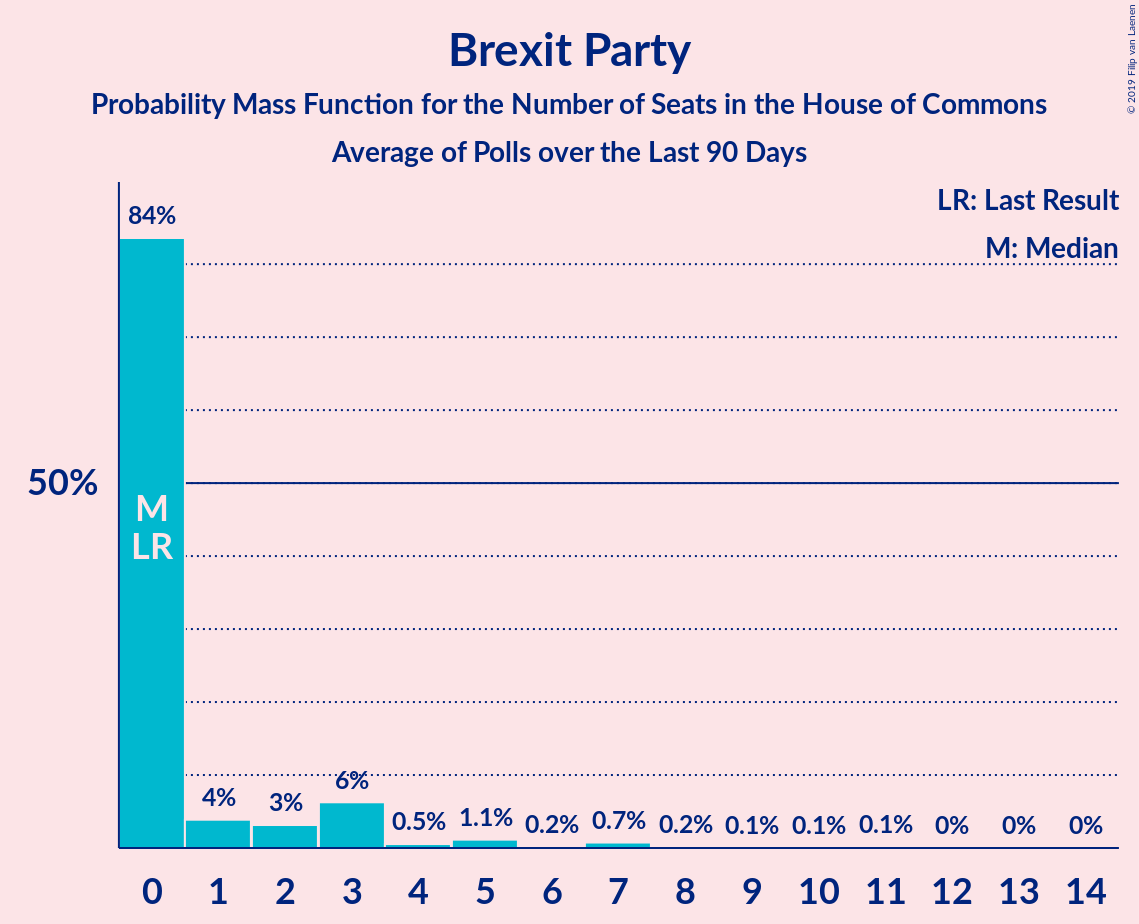 Brexit Party
Probability Mass Function for the Number of Seats in the House of Commons
Average of Polls over the Last 90 Days
© 2019 Filip van Laenen
LR: Last Result
M: Median
84%
50%
M
LR
4%
3%
6%
0.5%
1.1%
0.2%
0.7%
0.2%
0.1%
0.1%
0.1%
0%
0%
0%
0 1 2 3 4 5 6 7 8 9 10 11 12 13 14